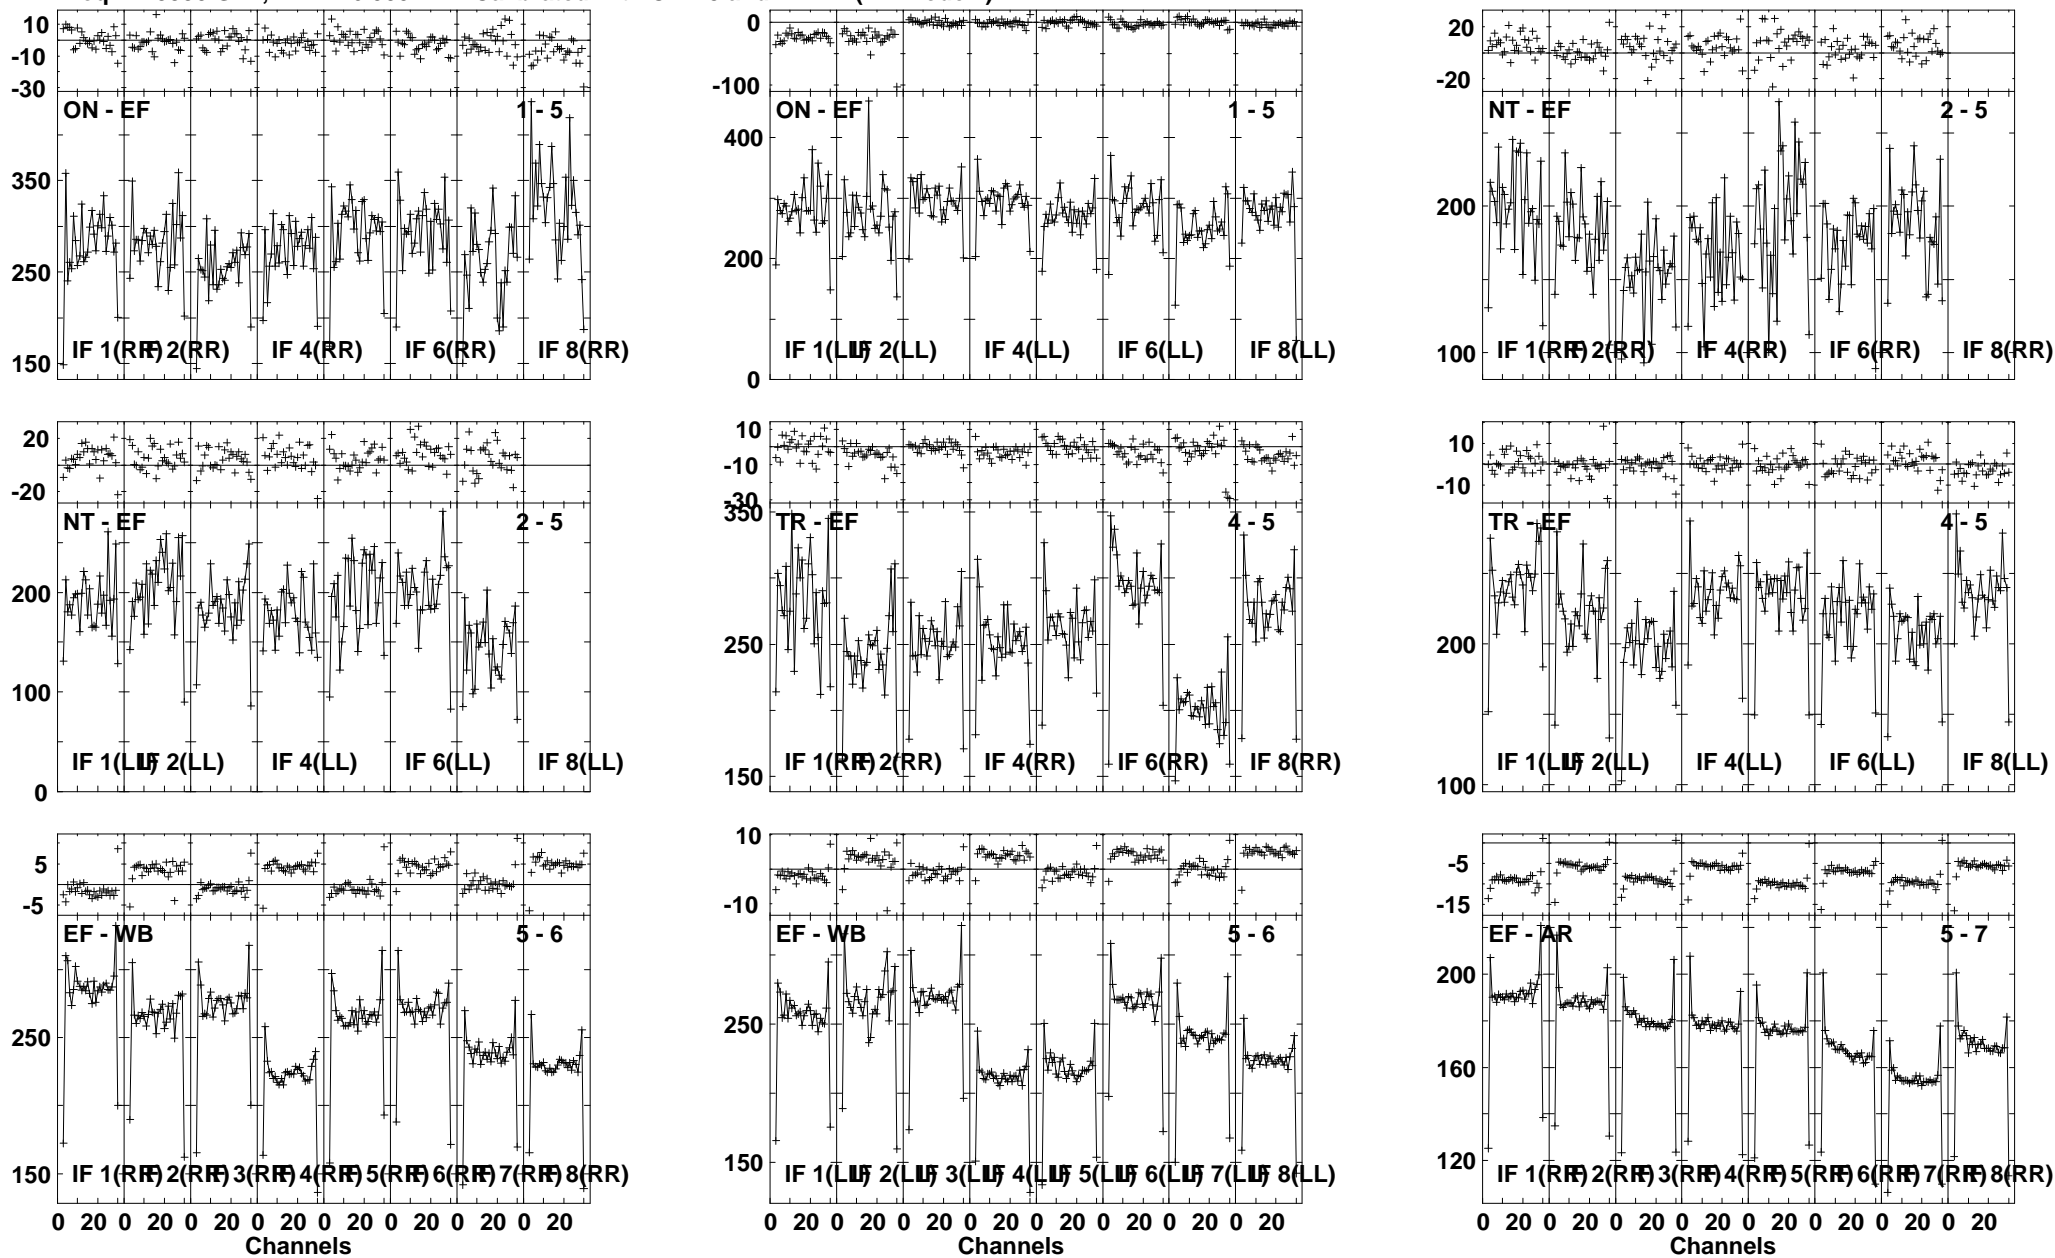 0
-10
-30
ON - EF 1 - 5
350
250
150
IF 1(RR) IF 2(RR) IF 4(RR) IF 6(RR) IF 8(RR)
0
-100
ON - EF 1 - 5
400
200
0
IF 1(LL) IF 2(LL) IF 4(LL) IF 6(LL) IF 8(LL)
20
0
-20
NT - EF 2 - 5
200
100
IF 1(RR) IF 2(RR) IF 4(RR) IF 6(RR) IF 8(RR)
20
0
-20
NT - EF 2 - 5
200
100
0
IF 1(LL) IF 2(LL) IF 4(LL) IF 6(LL) IF 8(LL)
10
-10
-30
TR - EF 4 - 5
350
250
150
IF 1(RR) IF 2(RR) IF 4(RR) IF 6(RR) IF 8(RR)
10
-10
TR - EF 4 - 5
200
100
IF 1(LL) IF 2(LL) IF 4(LL) IF 6(LL) IF 8(LL)
5
-5
EF - WB 5 - 6
250
150
IF 1(RR) IF 2(RR) IF 3(RR) IF 4(RR) IF 5(RR) IF 6(RR) IF 7(RR) IF 8(RR)
0 20 0 20 0 20 0 20 0 20 0 20 0 20 0 20
Channels
10
-10
EF - WB 5 - 6
250
150
IF 1(LL) IF 2(LL) IF 3(LL) IF 4(LL) IF 5(LL) IF 6(LL) IF 7(LL) IF 8(LL)
0 20 0 20 0 20 0 20 0 20 0 20 0 20 0 20
Channels
-5
-15
EF - AR 5 - 7
200
160
120
IF 1(RR) IF 2(RR) IF 3(RR) IF 4(RR) IF 5(RR) IF 6(RR) IF 7(RR) IF 8(RR)
0 20 0 20 0 20 0 20 0 20 0 20 0 20 0 20
Channels